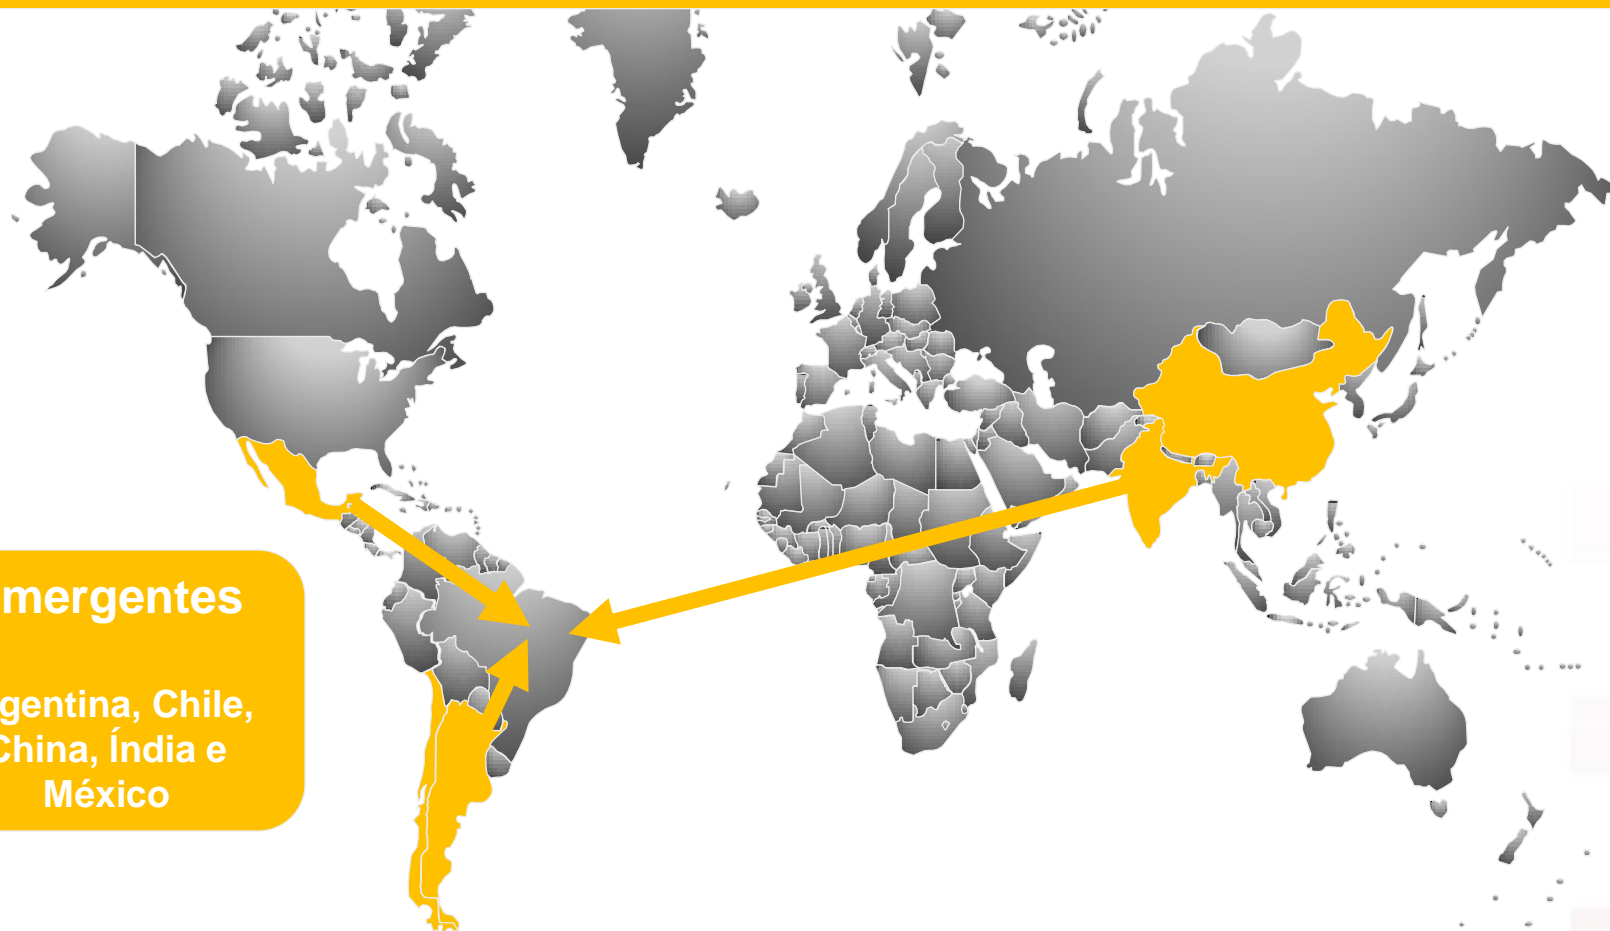 mergentes
gentina, Chile,
China, Índia e
México